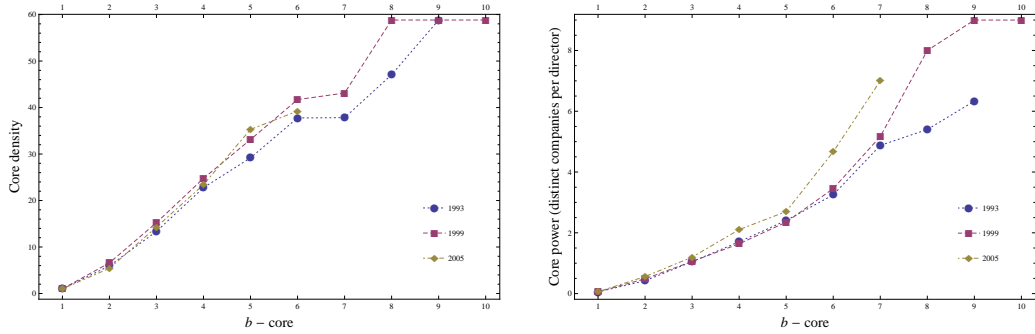 1 2 3 4 5 6 7 8 9 10
60
50
40
30
20
10
0
Core density
1993
1999
2005
1 2 3 4 5 6 7 8 9 10
b – core
1 2 3 4 5 6 7 8 9 10
8
6
4
2
0
Core power (distinct companies per director)
1993
1999
2005
1 2 3 4 5 6 7 8 9 10
b – core